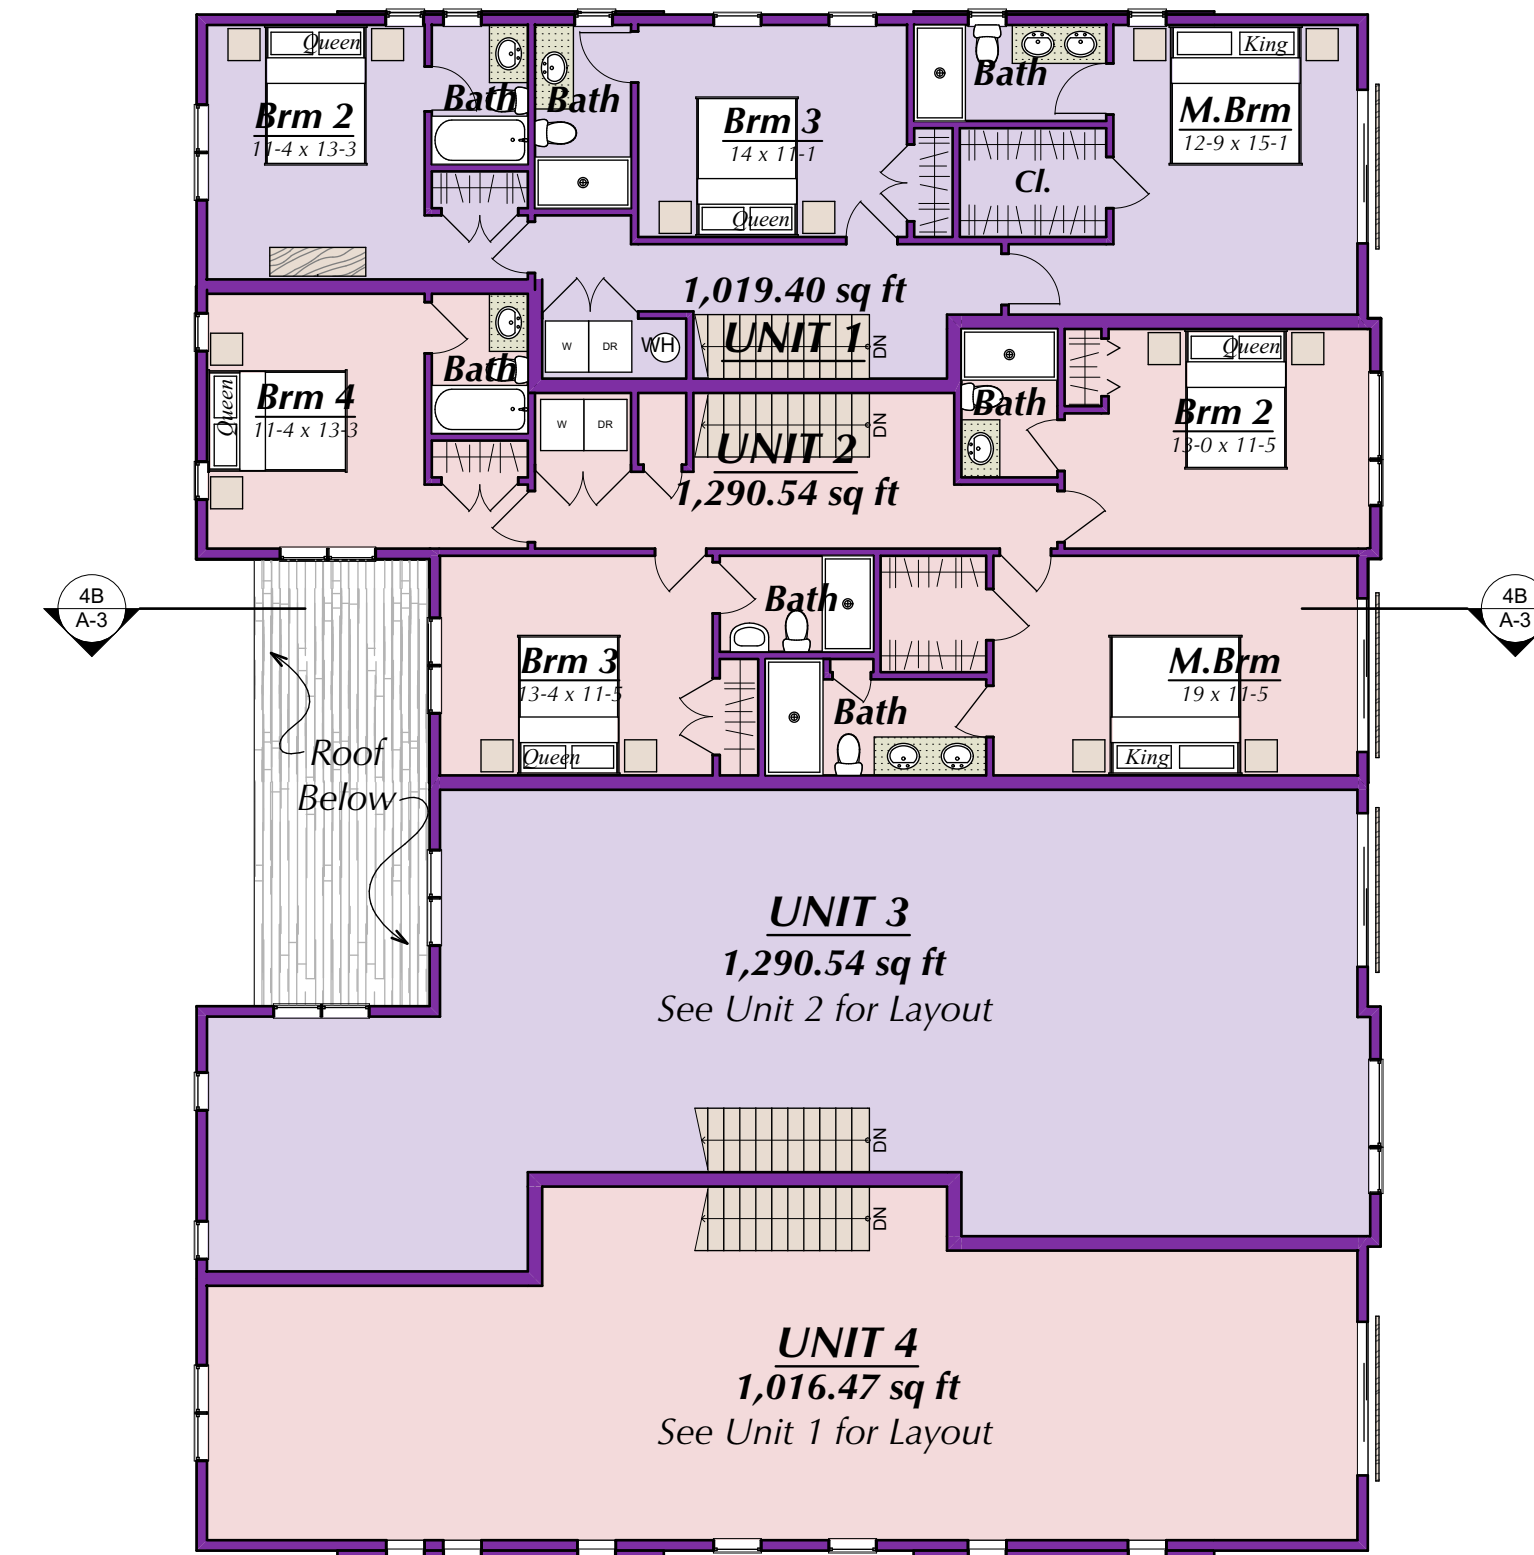 Queen
King
Bath
Bath
Bath
Brm 2
11-4 x 13-3
Brm 3
14 x 11-1
M.Brm
12-9 x 15-1
Cl.
Queen
1,019.40 sq ft
UNIT 1
W
DR
WH
DN
Queen
Bath
Brm 4
11-4 x 13-3
Queen
W
DR
DN
UNIT 2
1,290.54 sq ft
Bath
Brm 2
13-0 x 11-5
4B
A-3
4B
A-3
Bath
Brm 3
13-4 x 11-5
M.Brm
19 x 11-5
Bath
Queen
King
Roof
Below
UNIT 3
1,290.54 sq ft
See Unit 2 for Layout
DN
DN
UNIT 4
1,016.47 sq ft
See Unit 1 for Layout